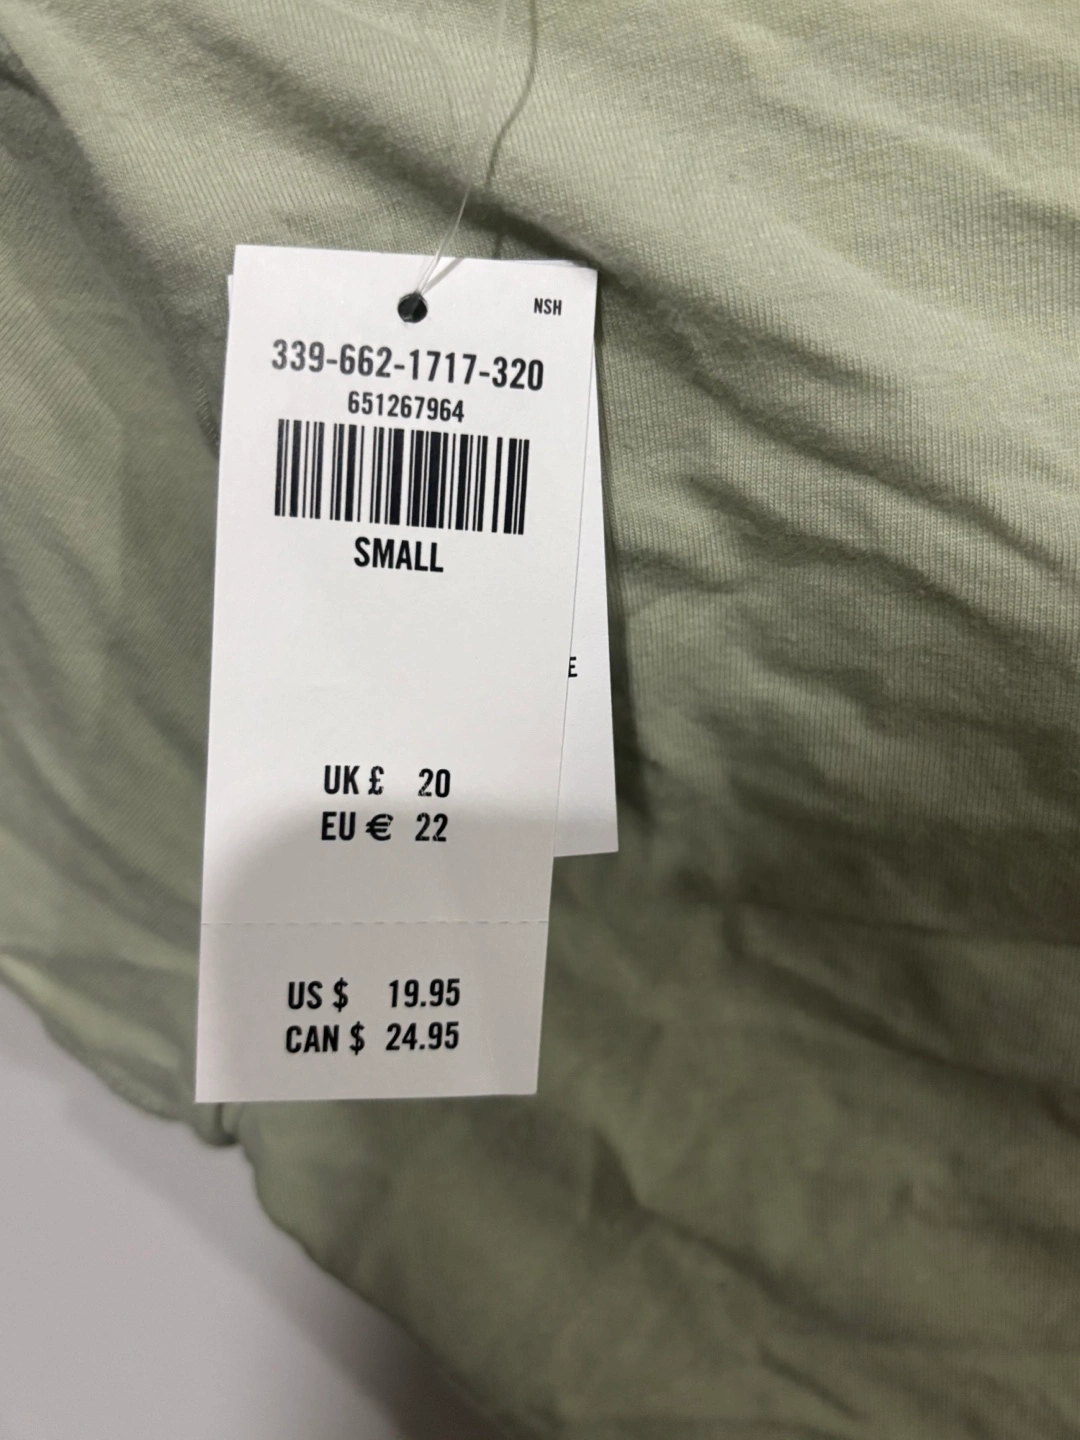 NSH
339-662-1717-320
651267964
SMALL
E
UK £ 20
EU € 22
US $ 19.95
CAN $ 24.95